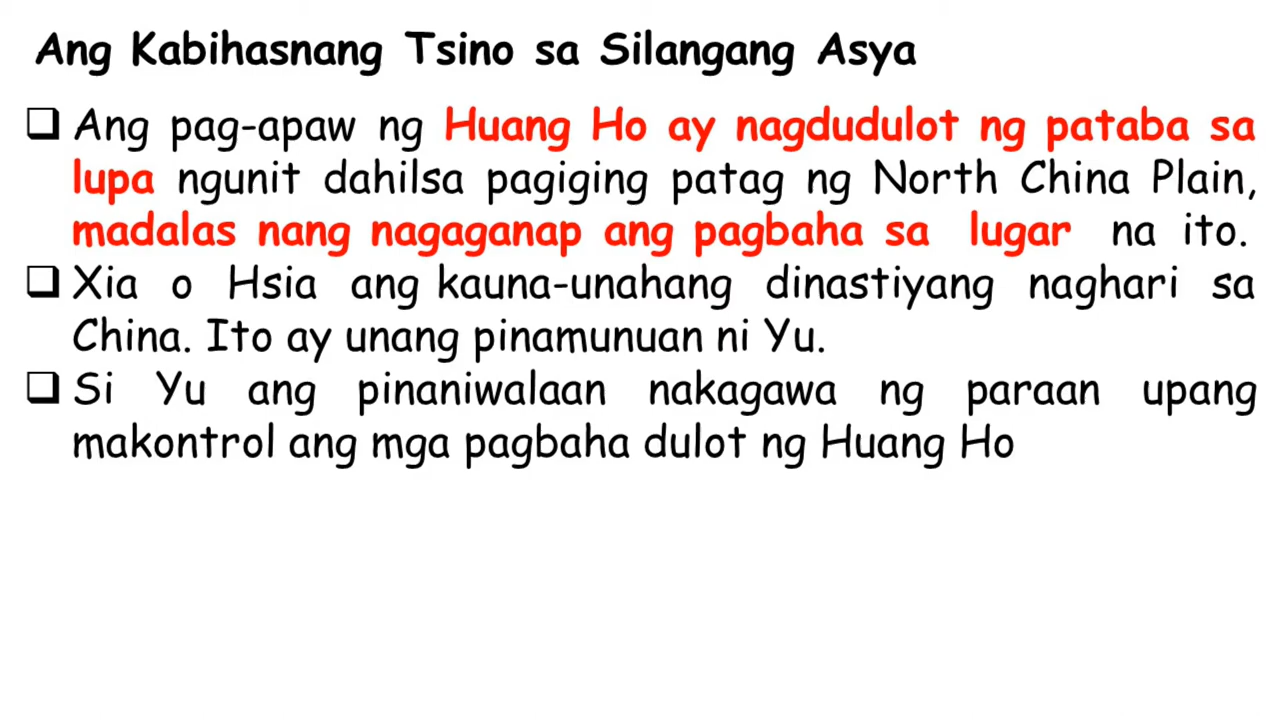 Ang Kabihasnang Tsino sa Silangang Asya
❑ Ang pag-apaw ng Huang Ho ay nagdudulot ng pataba sa
lupa ngunit dahilsa pagiging patag ng North China Plain,
madalas nang nagaganap ang pagbaha sa lugar na ito.
❑ Xia o Hsia ang kauna-unahang dinastiyang naghari sa
China. Ito ay unang pinamunuan ni Yu.
❑ Si Yu ang pinaniwalaan nakagawa ng paraan upang
makontrol ang mga pagbaha dulot ng Huang Ho